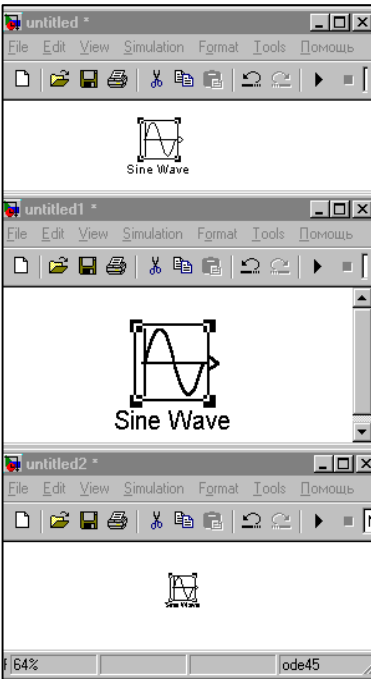 untitled *
File Edit View Simulation Format Tools Помощь
Sine Wave
untitled1 *
File Edit View Simulation Format Tools Помощь
Sine Wave
untitled2 *
File Edit View Simulation Format Tools Помощь
Sine Wave
64% ode45